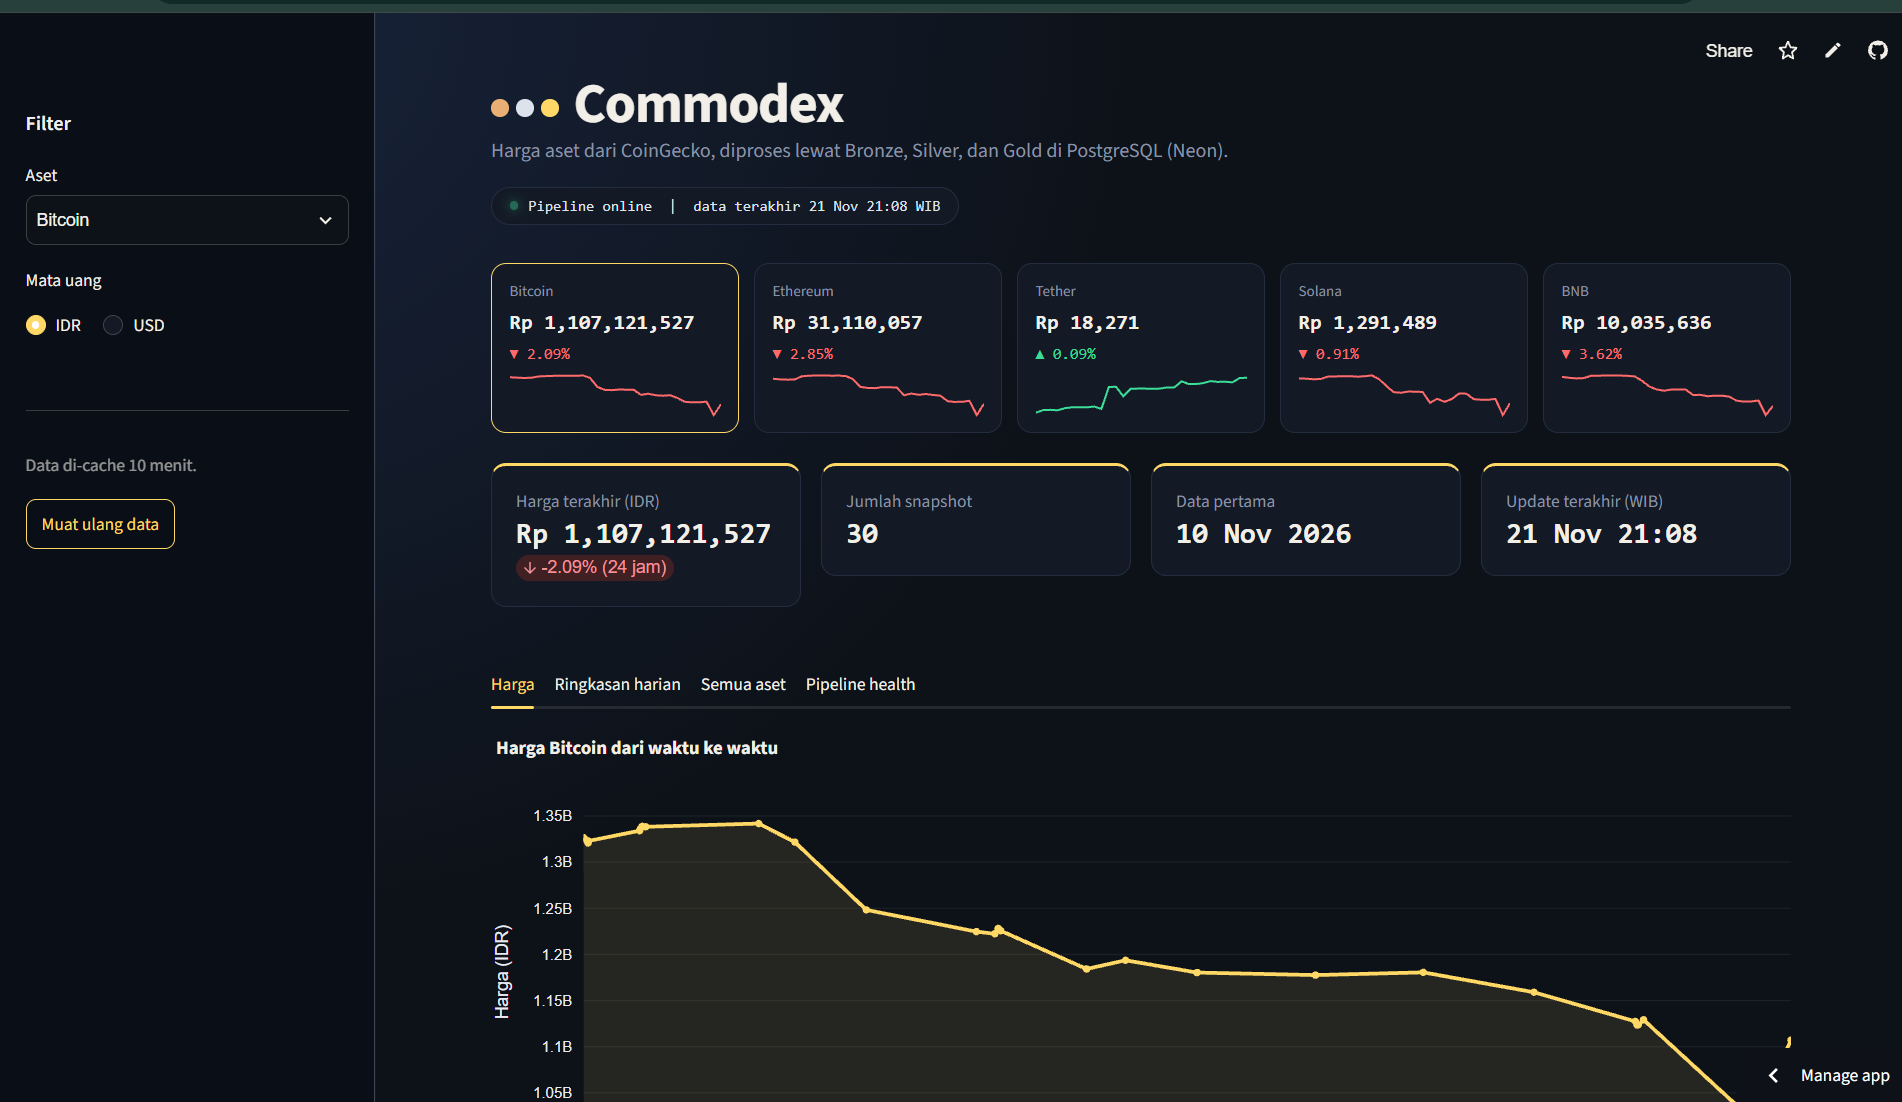 Share
Filter
Aset
Bitcoin
Mata uang
IDR
USD
Data di-cache 10 menit.
Muat ulang data
Commodex
Harga aset dari CoinGecko, diproses lewat Bronze, Silver, dan Gold di PostgreSQL (Neon).
Pipeline online | data terakhir 21 Nov 21:08 WIB
Bitcoin
Rp 1,107,121,527
▼ 2.09%
Ethereum
Rp 31,110,057
▼ 2.85%
Tether
Rp 18,271
▲ 0.09%
Solana
Rp 1,291,489
▼ 0.91%
BNB
Rp 10,035,636
▼ 3.62%
Harga terakhir (IDR)
Rp 1,107,121,527
↓ -2.09% (24 jam)
Jumlah snapshot
30
Data pertama
10 Nov 2026
Update terakhir (WIB)
21 Nov 21:08
Harga
Ringkasan harian
Semua aset
Pipeline health
Harga Bitcoin dari waktu ke waktu
Harga (IDR)
1.35B
1.3B
1.25B
1.2B
1.15B
1.1B
1.05B
Manage app